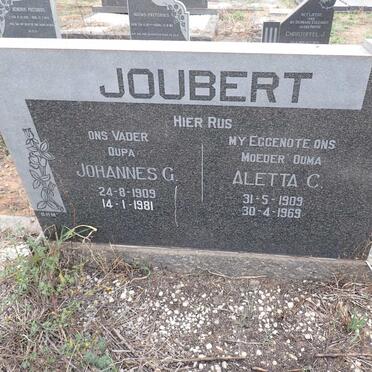 JOUBERT
HIER RUS
ONS VADER
OUPA
JOHANNES G.
24-8-1909
14-1-1981
MY EGGENOTE ONS
MOEDER OUMA
ALETTA C.
31-5-1909
30-4-1969
CHRISTOFFEL J.